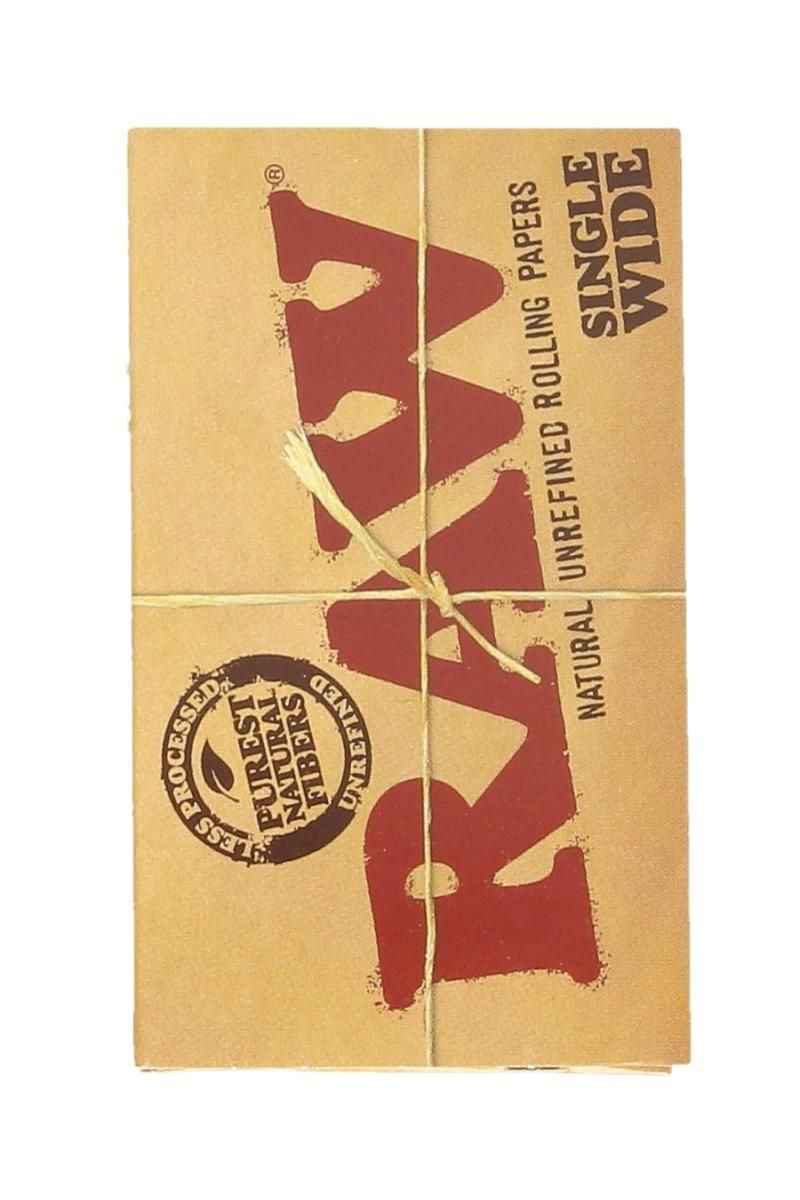 RAW®
NATURAL UNREFINED ROLLING PAPERS
SINGLE
WIDE
LESS PROCESSED
PUREST
NATURAL
FIBERS
UNREFINED